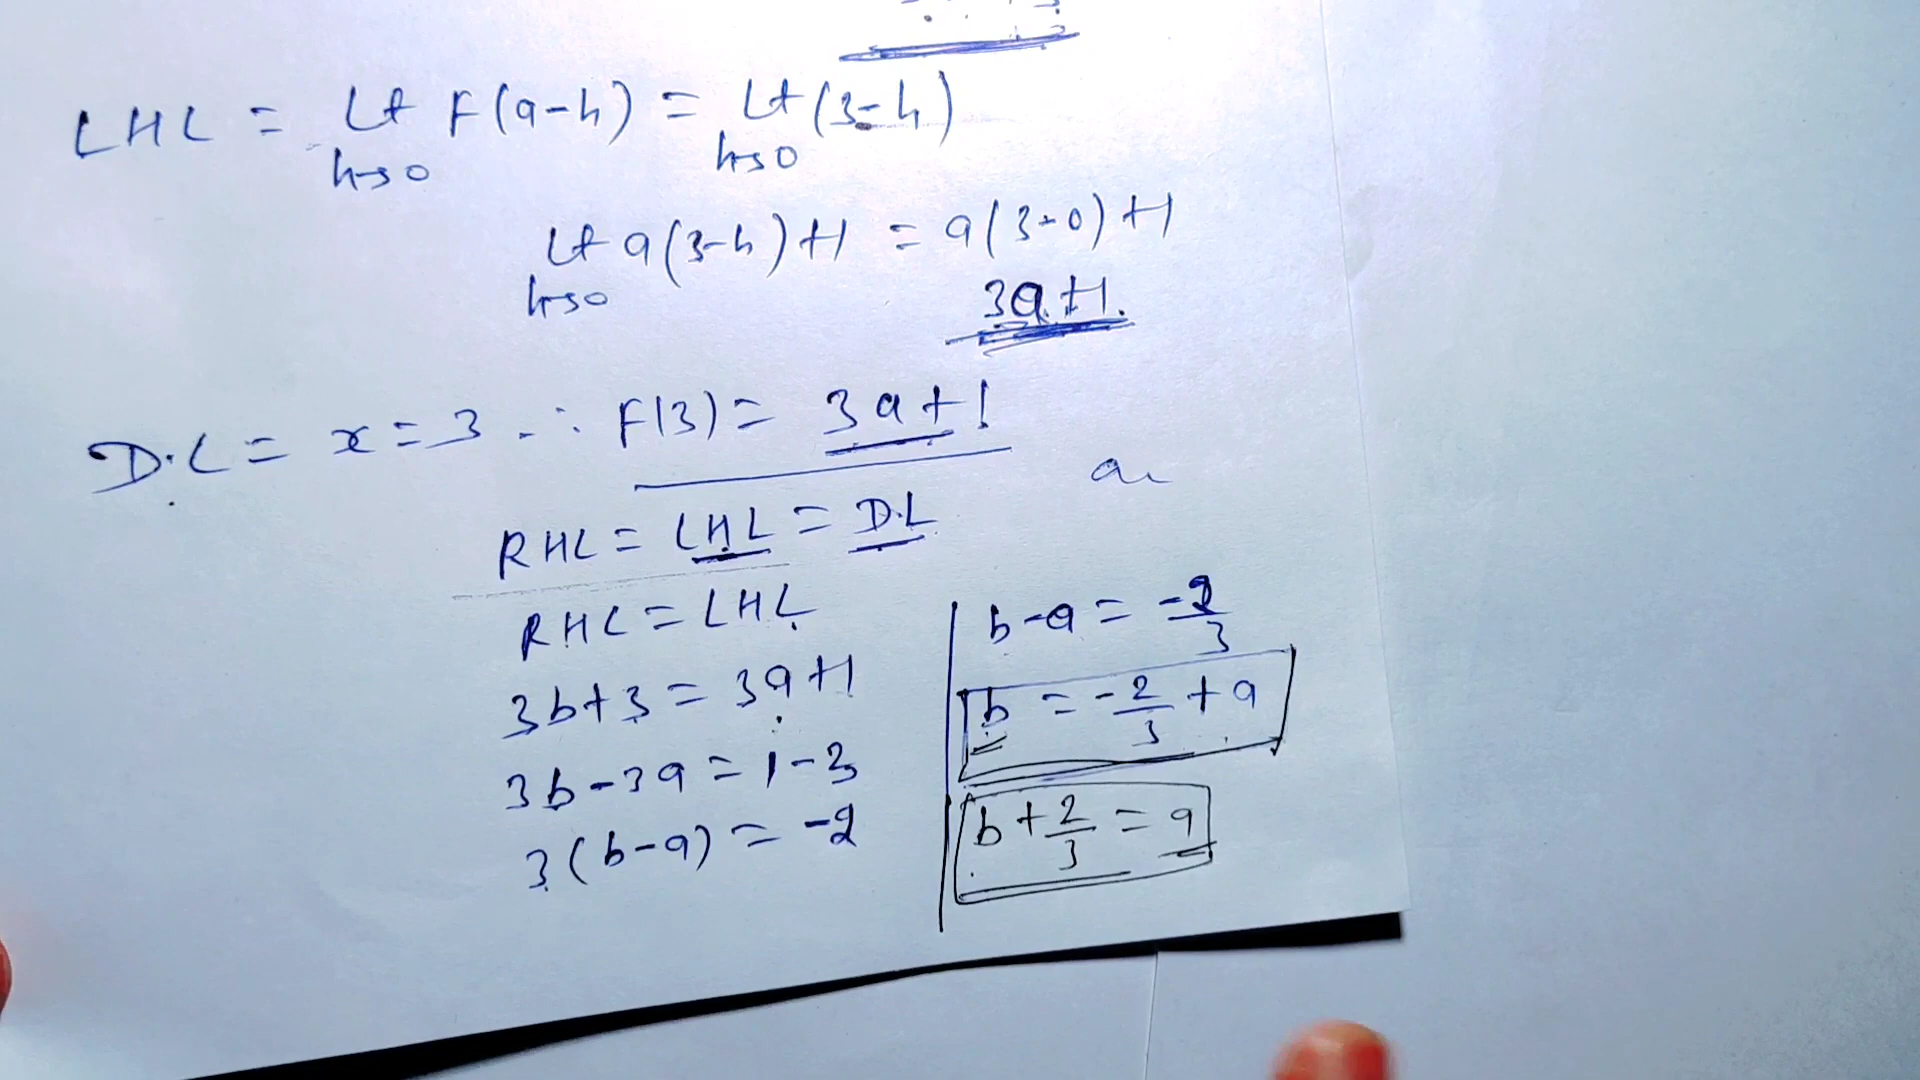 LHL = Lt F(a-h) = Lt (3-h)
h→0 h→0
Lt a(3-h)+1 = a(3-0)+1
h→0
3a+1.
D.L = x=3 ∴ F(3) = 3a+1
a
RHL = LHL = D.L
RHL = LHL
3b+3 = 3a+1
3b-3a = 1-3
3(b-a) = -2
b-a = -2/3
b = -2/3 + a
b + 2/3 = a